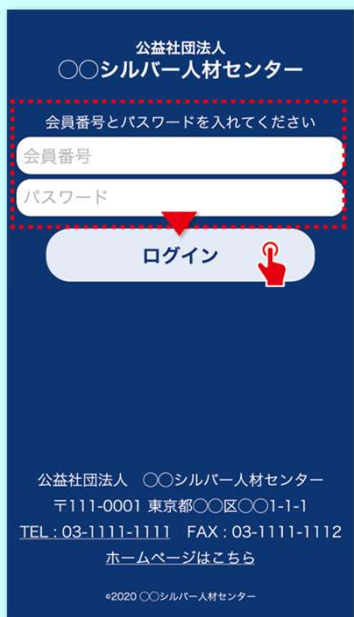 公益社団法人
○○シルバー人材センター
会員番号とパスワードを入れてください
会員番号
パスワード
ログイン
公益社団法人　○○シルバー人材センター
〒111-0001 東京都○○区○○1-1-1
TEL : 03-1111-1111　FAX : 03-1111-1112
ホームページはこちら
©2020 ○○シルバー人材センター